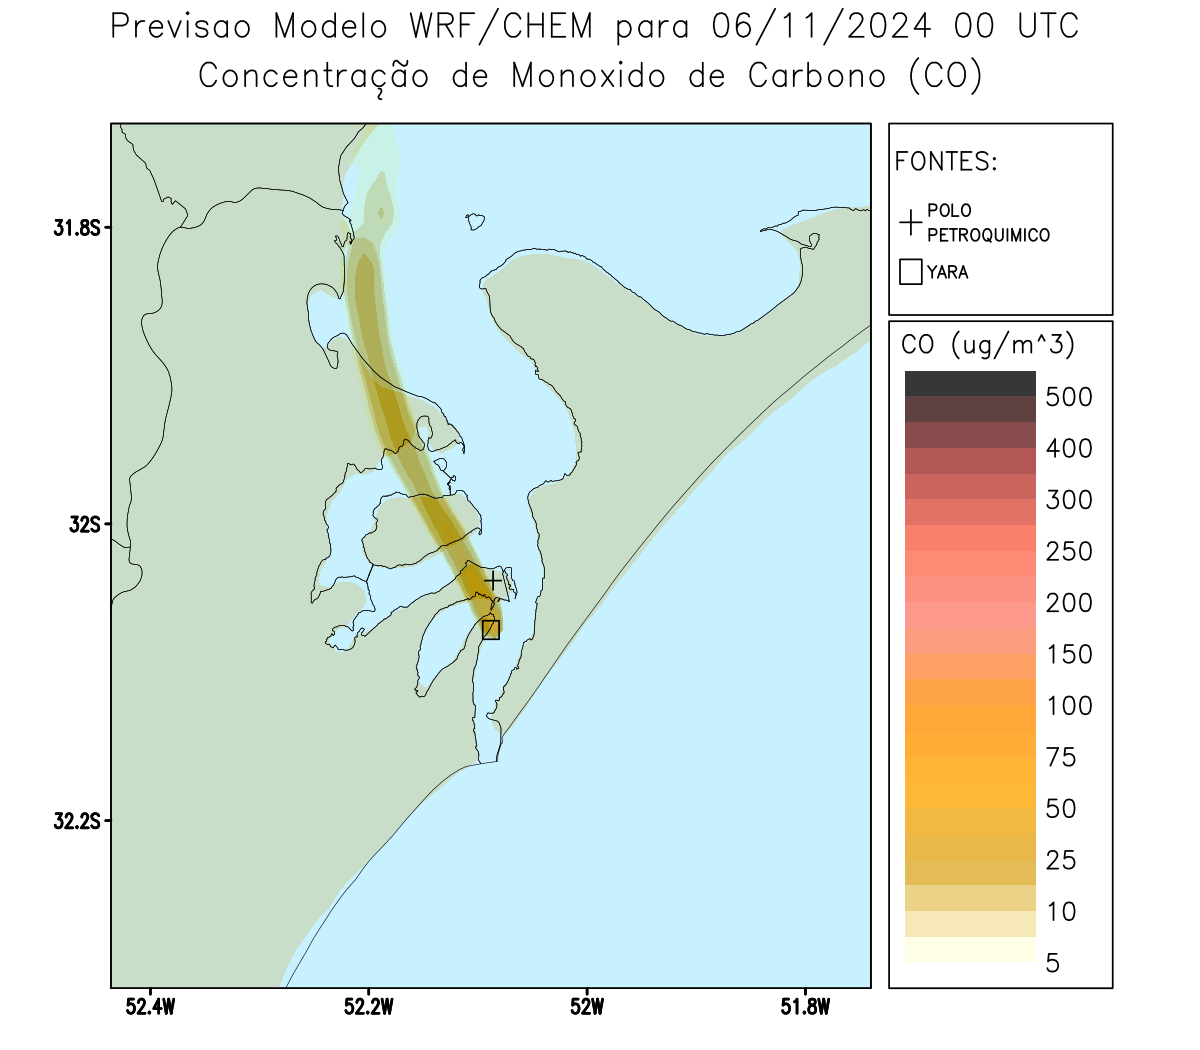 Previsao Modelo WRF/CHEM para 06/11/2024 00 UTC
Concentração de Monoxido de Carbono (CO)
FONTES:
POLO
PETROQUIMICO
YARA
CO (ug/m^3)
500
400
300
250
200
150
100
75
50
25
10
5
31.8S
32S
32.2S
52.4W
52.2W
52W
51.8W